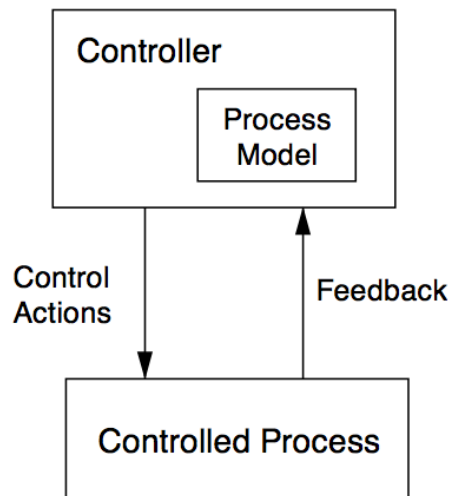 Controller
Process
Model
Control
Actions
Feedback
Controlled Process